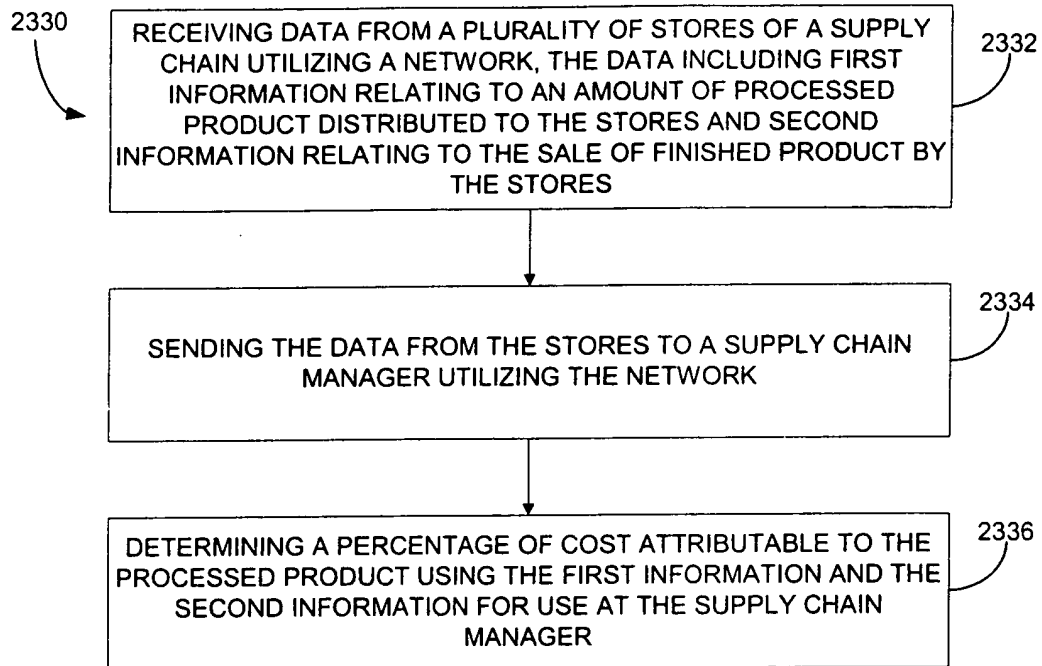 2330
RECEIVING DATA FROM A PLURALITY OF STORES OF A SUPPLY
CHAIN UTILIZING A NETWORK, THE DATA INCLUDING FIRST
INFORMATION RELATING TO AN AMOUNT OF PROCESSED
PRODUCT DISTRIBUTED TO THE STORES AND SECOND
INFORMATION RELATING TO THE SALE OF FINISHED PRODUCT BY
THE STORES
2332
SENDING THE DATA FROM THE STORES TO A SUPPLY CHAIN
MANAGER UTILIZING THE NETWORK
2334
DETERMINING A PERCENTAGE OF COST ATTRIBUTABLE TO THE
PROCESSED PRODUCT USING THE FIRST INFORMATION AND THE
SECOND INFORMATION FOR USE AT THE SUPPLY CHAIN
MANAGER
2336